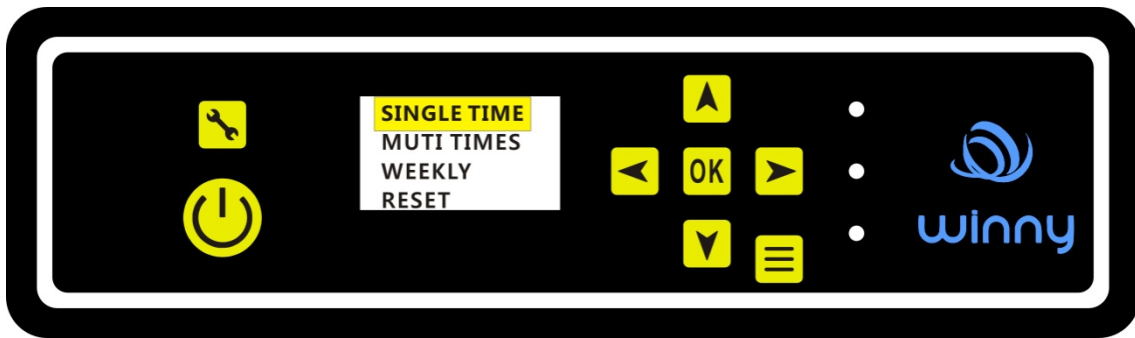 SINGLE TIME
MUTI TIMES
WEEKLY
RESET
OK
winny